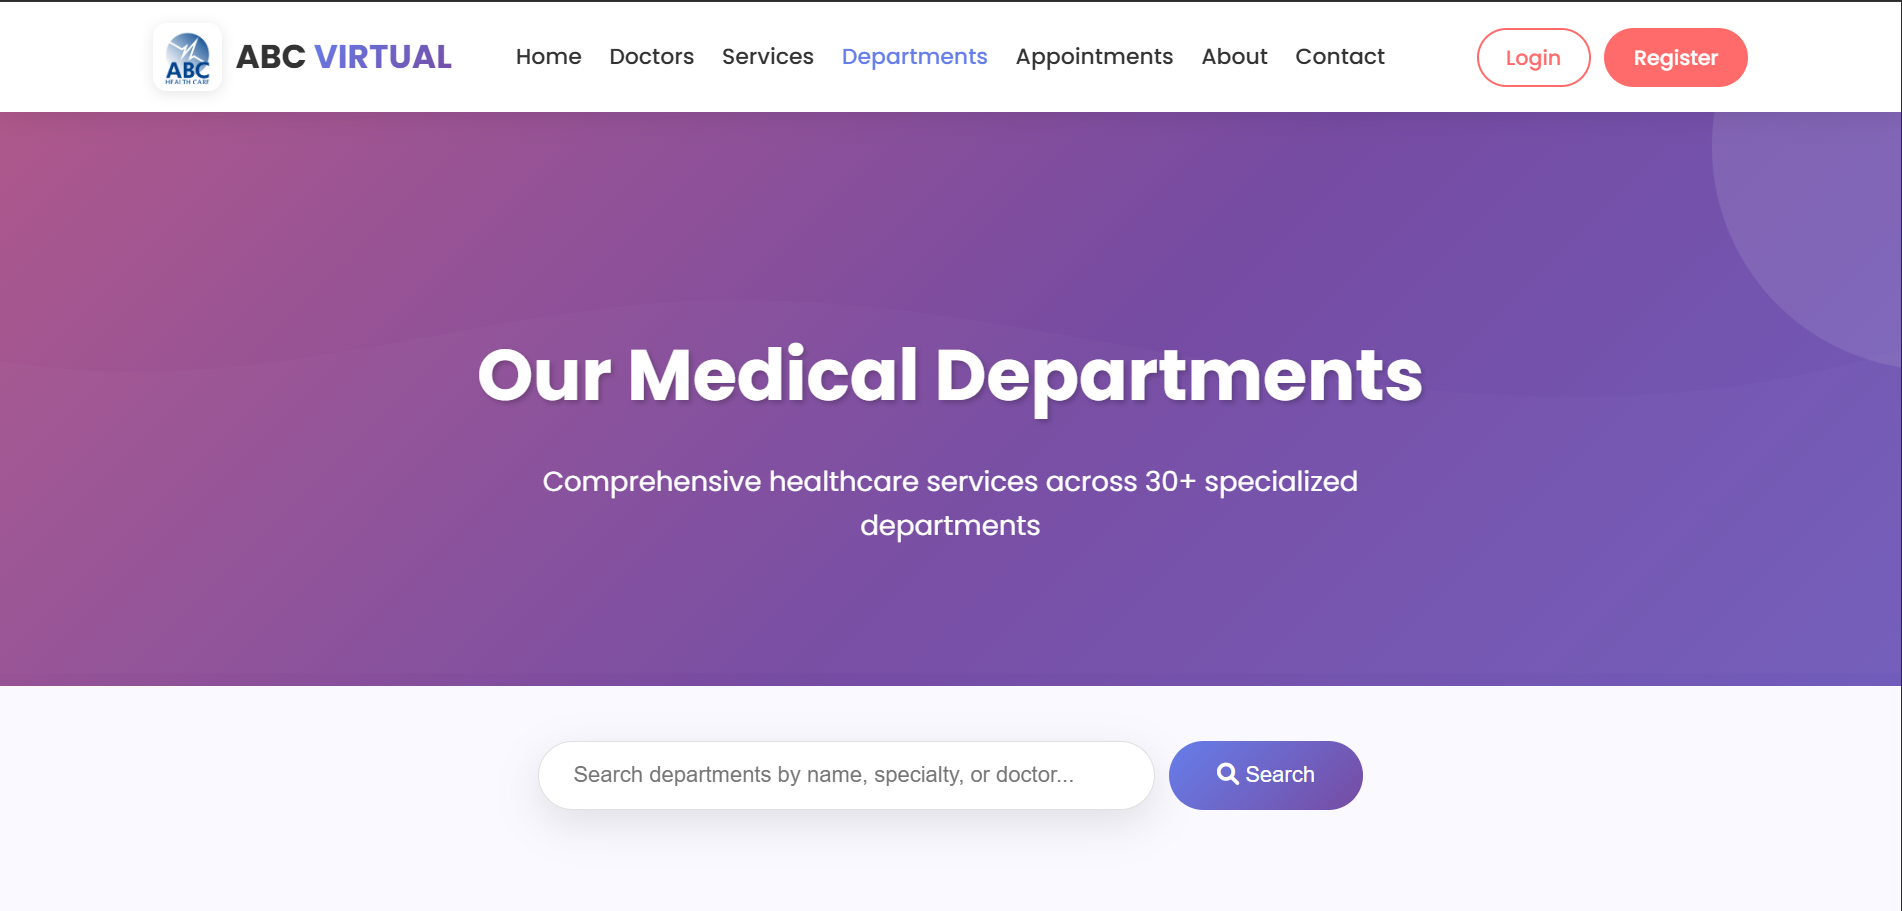 ABC
HEALTH CARE
ABC VIRTUAL
Home
Doctors
Services
Departments
Appointments
About
Contact
Login
Register
Our Medical Departments
Comprehensive healthcare services across 30+ specialized
departments
Search departments by name, specialty, or doctor...
Search